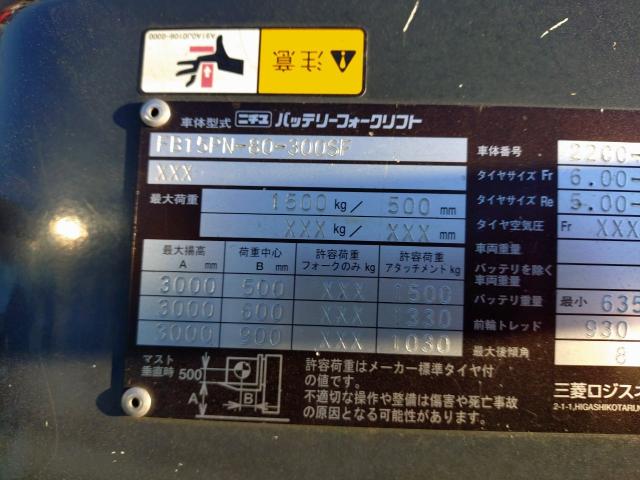 A91A0J0106-0000
注意
車体型式 ニチユ バッテリーフォークリフト
FB15PN-80-300SF
XXX
最大荷重 1500 kg／ 500 mm
XXX kg／ XXX mm
最大揚高 A mm 荷重中心 B mm 許容荷重 フォークのみ kg 許容荷重 アタッチメント kg
3000 500 XXX 1500
3000 600 XXX 1330
3000 900 XXX 1030
マスト垂直時 500
A B
許容荷重はメーカー標準タイヤ付
の値です。
不適切な操作や整備は傷害や死亡事故
の原因となる可能性があります。
車体番号 2260-
タイヤサイズ Fr 6.00-
タイヤサイズ Re 5.00-
タイヤ空気圧 Fr XXX
車両重量
バッテリを除く
車両重量
バッテリ重量 最小 635
前輪トレッド 930
最大後傾角 8
三菱ロジスネ
2-1-1, HIGASHIKOTARI, N